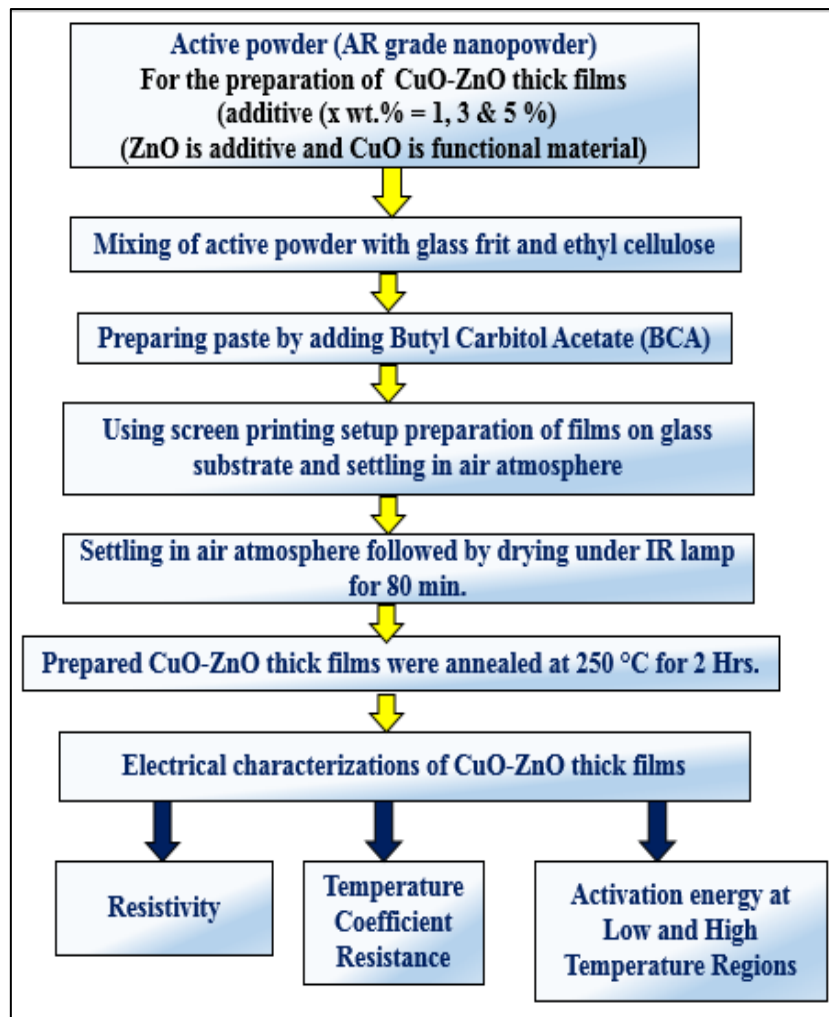 Active powder (AR grade nanopowder)
For the preparation of CuO-ZnO thick films
(additive (x wt.% = 1, 3 & 5 %)
(ZnO is additive and CuO is functional material)
Mixing of active powder with glass frit and ethyl cellulose
Preparing paste by adding Butyl Carbitol Acetate (BCA)
Using screen printing setup preparation of films on glass
substrate and settling in air atmosphere
Settling in air atmosphere followed by drying under IR lamp
for 80 min.
Prepared CuO-ZnO thick films were annealed at 250 °C for 2 Hrs.
Electrical characterizations of CuO-ZnO thick films
Resistivity
Temperature
Coefficient
Resistance
Activation energy at
Low and High
Temperature Regions